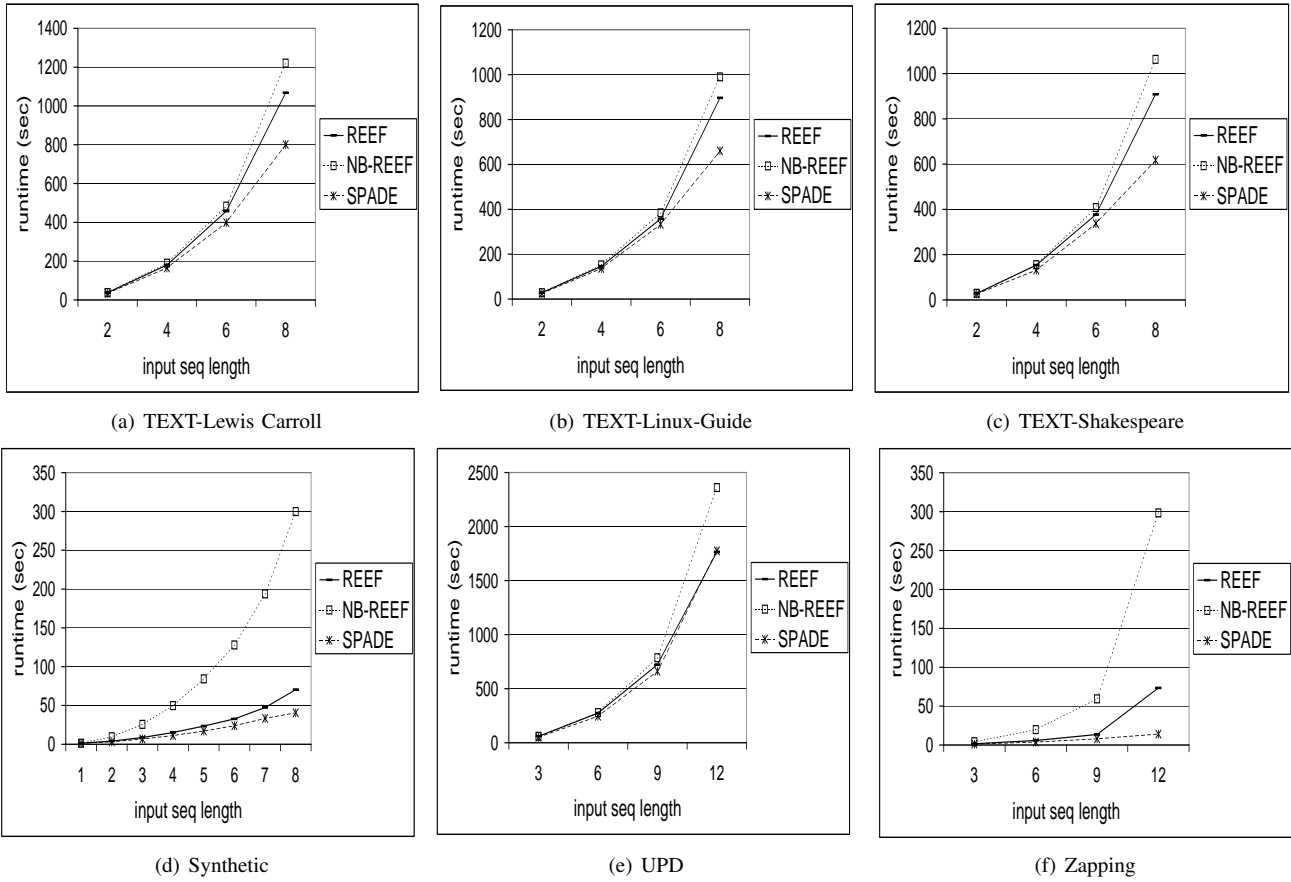 1400
1200
1000
800
600
400
200
0
runtime (sec)
2 4 6 8
input seq length
REEF
NB-REEF
SPADE
(a) TEXT-Lewis Carroll
1200
1000
800
600
400
200
0
runtime (sec)
2 4 6 8
input seq length
REEF
NB-REEF
SPADE
(b) TEXT-Linux-Guide
1200
1000
800
600
400
200
0
runtime (sec)
2 4 6 8
input seq length
REEF
NB-REEF
SPADE
(c) TEXT-Shakespeare
350
300
250
200
150
100
50
0
runtime (sec)
1 2 3 4 5 6 7 8
input seq length
REEF
NB-REEF
SPADE
(d) Synthetic
2500
2000
1500
1000
500
0
runtime (sec)
3 6 9 12
input seq length
REEF
NB-REEF
SPADE
(e) UPD
350
300
250
200
150
100
50
0
runtime (sec)
3 6 9 12
input seq length
REEF
NB-REEF
SPADE
(f) Zapping